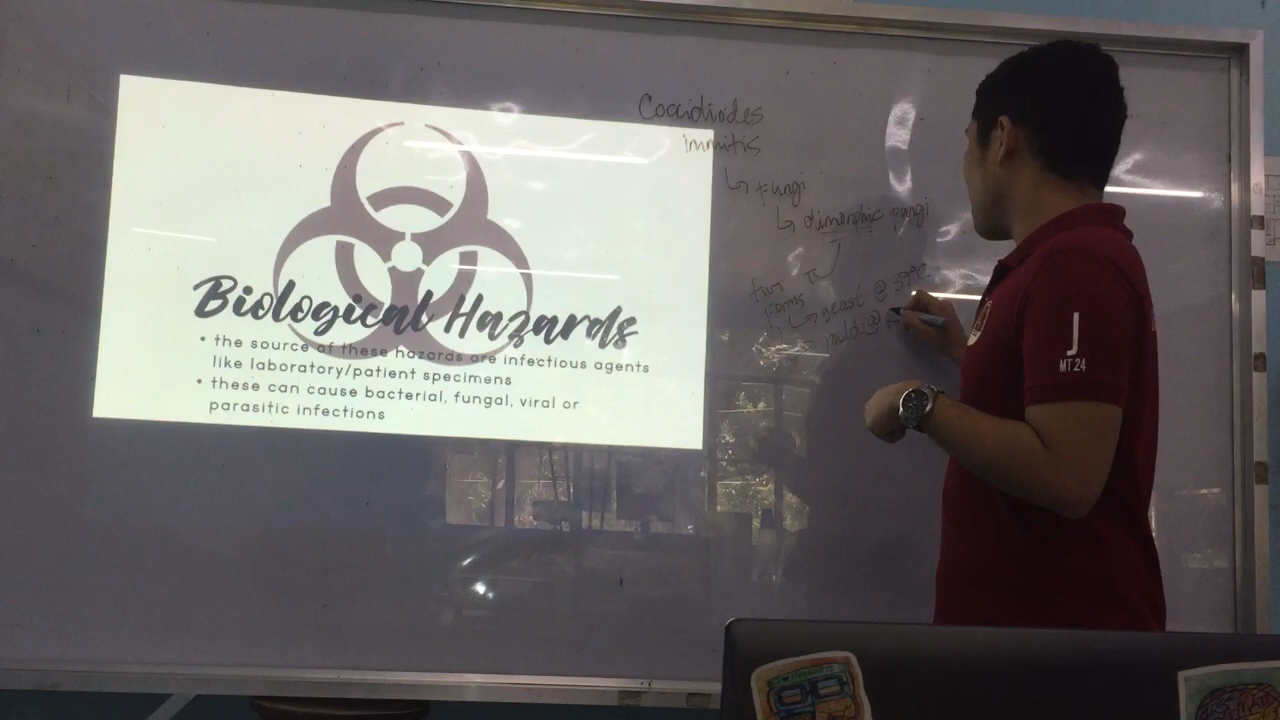 Biological Hazards
• the source of these hazards are infectious agents
like laboratory/patient specimens
• these can cause bacterial, fungal, viral or
parasitic infections
Coccidiodes
immitis
↳ fungi
↳ dimorphic fungi
two
forms
↳ yeast @ 37°C
mold @
J
MT 24